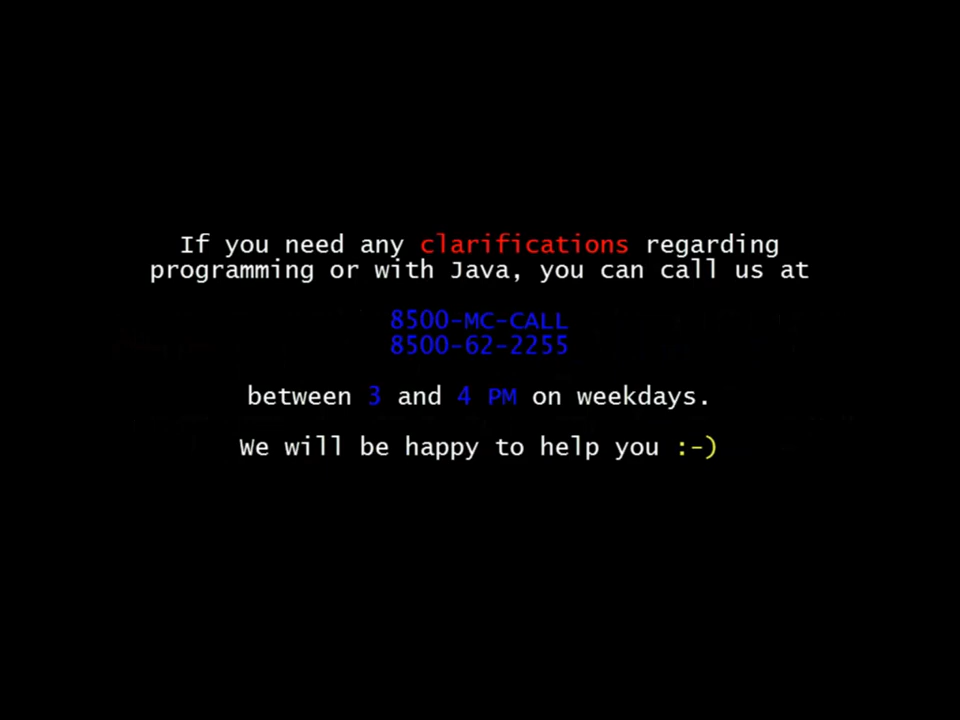 If you need any clarifications regarding
programming or with Java, you can call us at
8500-MC-CALL
8500-62-2255
between 3 and 4 PM on weekdays.
We will be happy to help you :-)